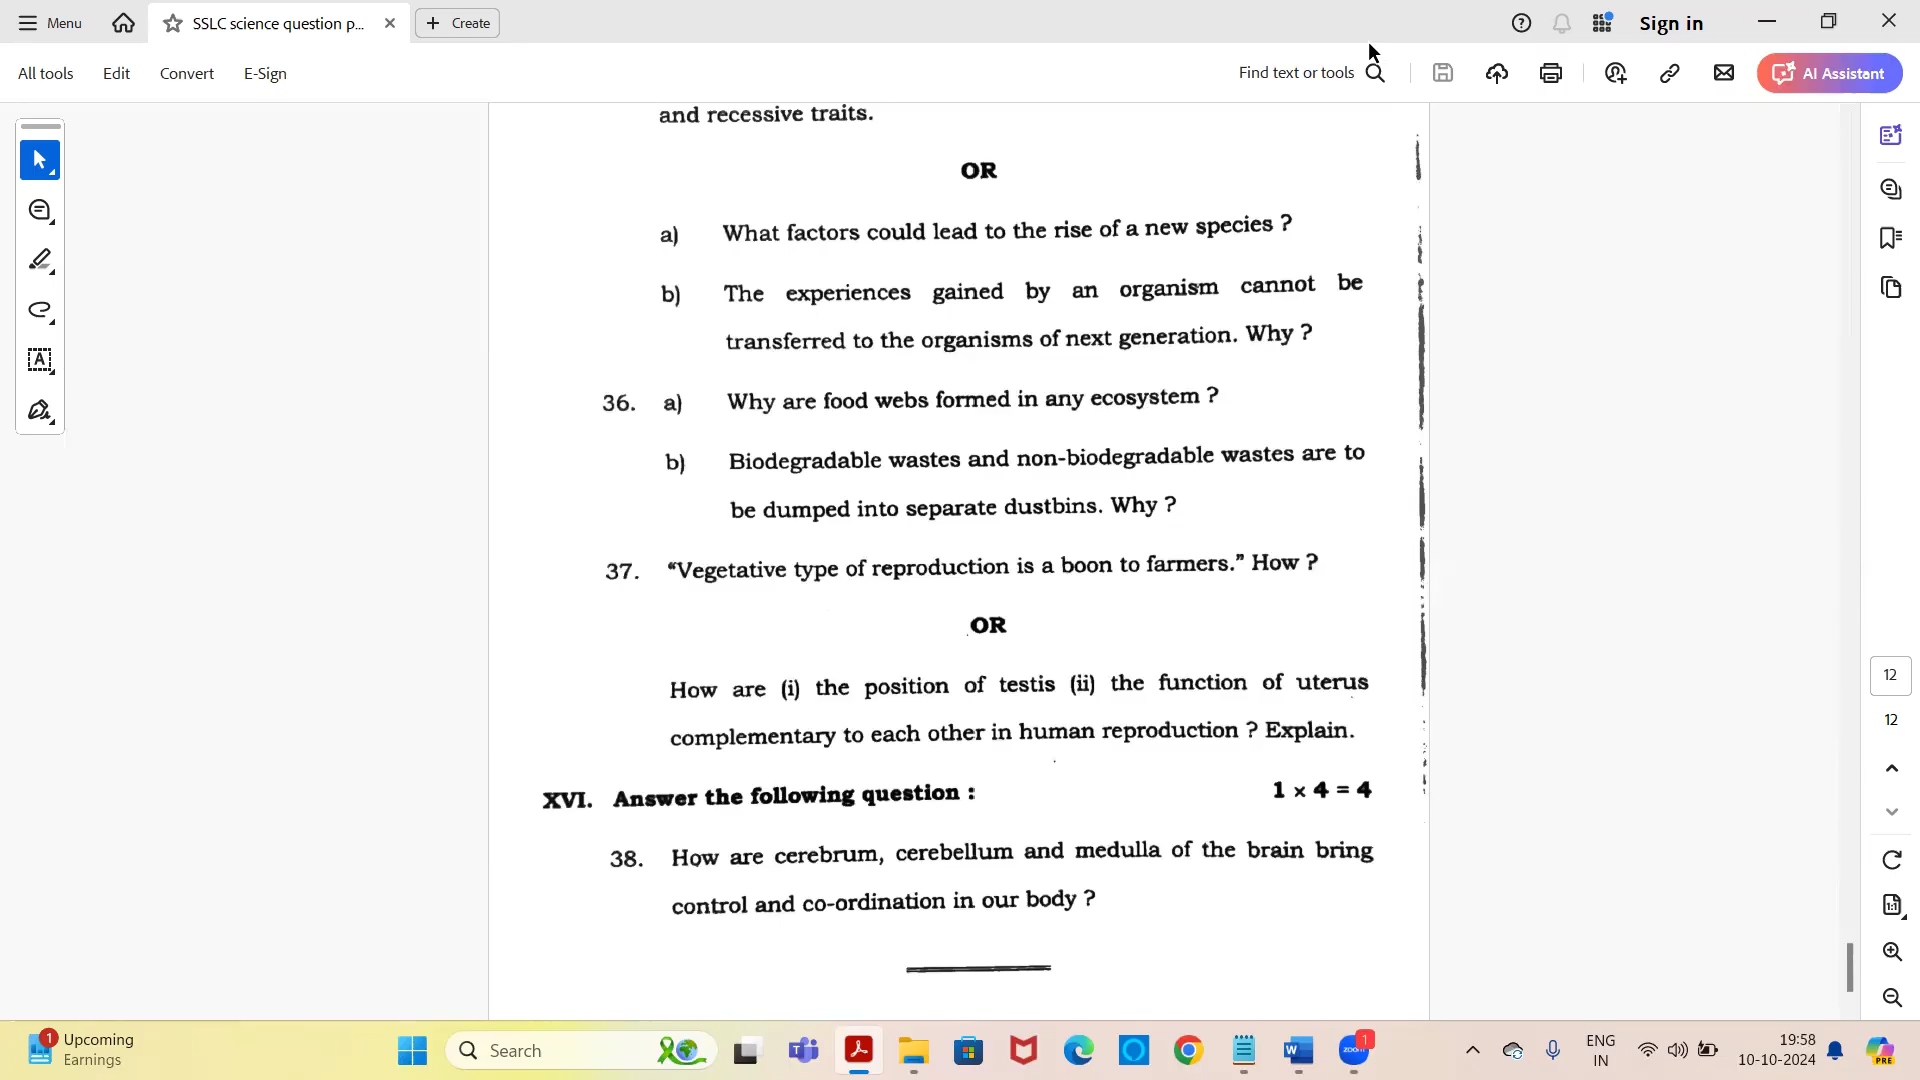 Menu
SSLC science question p...
Create
Sign in
All tools
Edit
Convert
E-Sign
Find text or tools
AI Assistant
and recessive traits.
OR
a) What factors could lead to the rise of a new species ?
b) The experiences gained by an organism cannot be
transferred to the organisms of next generation. Why ?
36. a) Why are food webs formed in any ecosystem ?
b) Biodegradable wastes and non-biodegradable wastes are to
be dumped into separate dustbins. Why ?
37. “Vegetative type of reproduction is a boon to farmers.” How ?
OR
How are (i) the position of testis (ii) the function of uterus
complementary to each other in human reproduction ? Explain.
XVI. Answer the following question : 1 × 4 = 4
38. How are cerebrum, cerebellum and medulla of the brain bring
control and co-ordination in our body ?
12
12
1:1
1
Upcoming
Earnings
Search
W
zoom
1
ENG
IN
19:58
10-10-2024
PRE